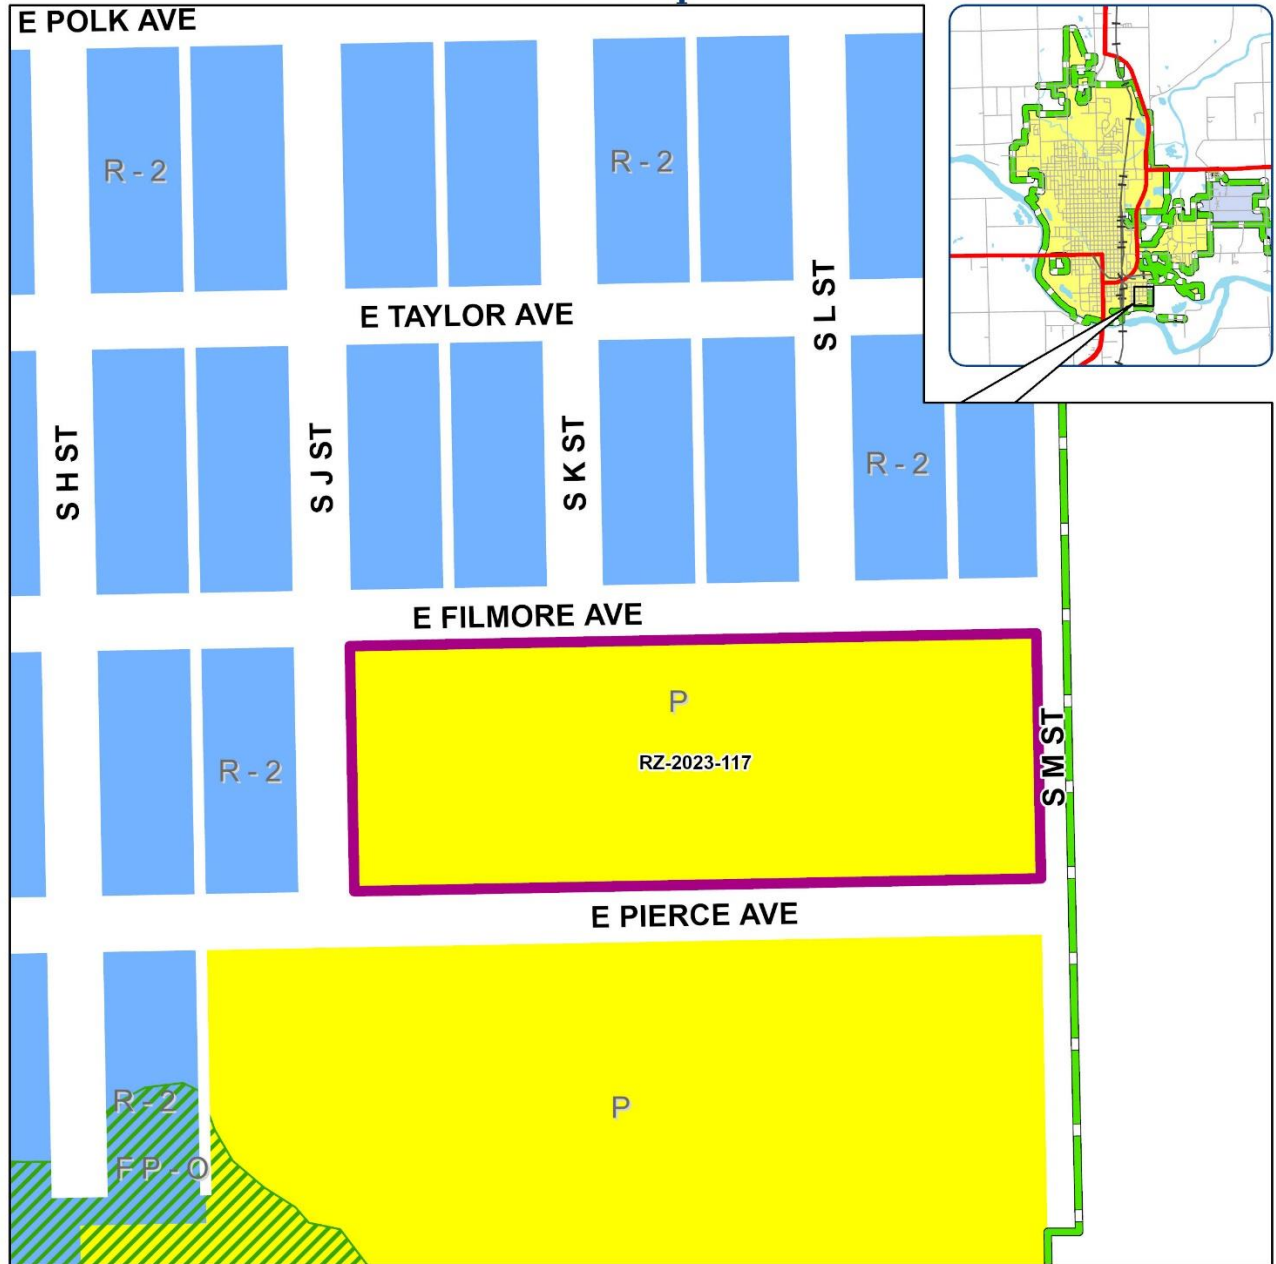 E POLK AVE
R-2
R-2
E TAYLOR AVE
S L ST
S H ST
S J ST
S K ST
R-2
E FILMORE AVE
P
RZ-2023-117
R-2
S M ST
E PIERCE AVE
R-2
P
FP-O